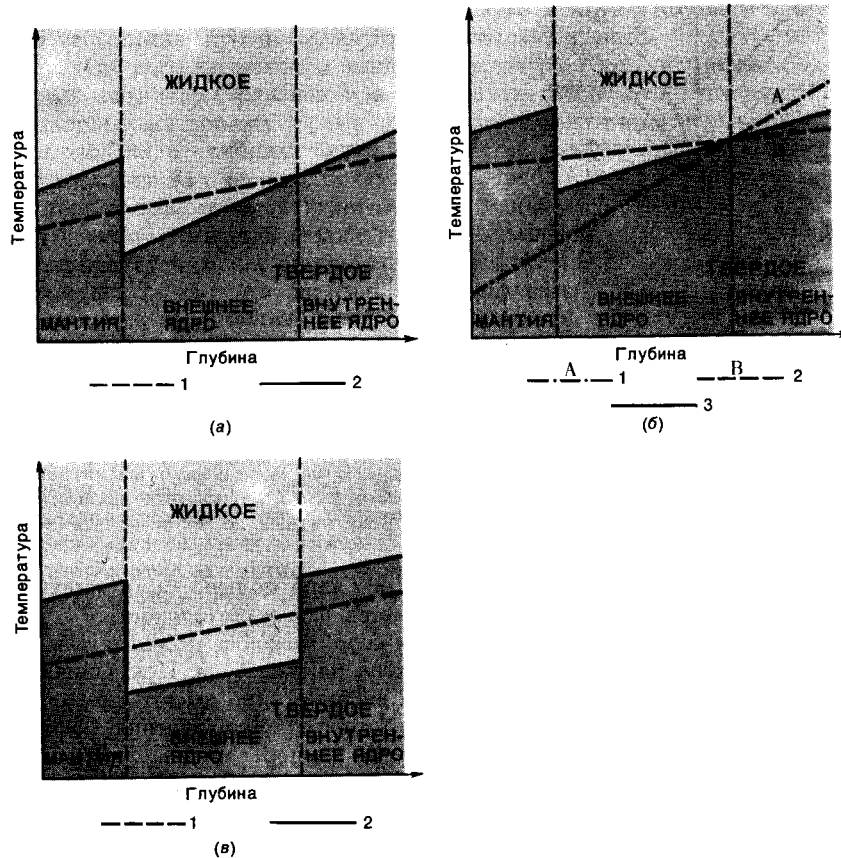 Температура
ЖИДКОЕ
ТВЕРДОЕ
МАНТИЯ
ВНЕШНЕЕ
ЯДРО
ВНУТРЕН-
НЕЕ ЯДРО
Глубина
1
2
(а)
Температура
ЖИДКОЕ
A
ТВЕРДОЕ
МАНТИЯ
ВНЕШНЕЕ
ЯДРО
ВНУТРЕН-
НЕЕ ЯДРО
Глубина
A 1
B 2
3
(б)
Температура
ЖИДКОЕ
ТВЕРДОЕ
МАНТИЯ
ВНЕШНЕЕ
ЯДРО
ВНУТРЕН-
НЕЕ ЯДРО
Глубина
1
2
(в)